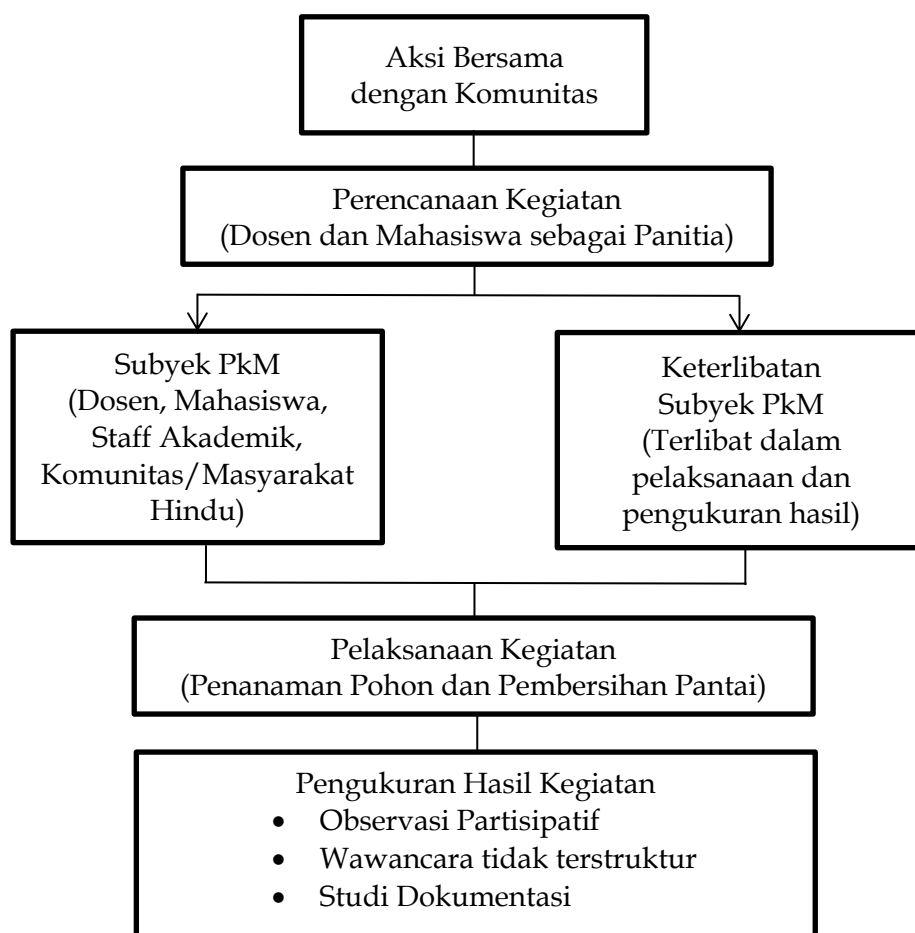 Aksi Bersama
dengan Komunitas
Perencanaan Kegiatan
(Dosen dan Mahasiswa sebagai Panitia)
Subyek PkM
(Dosen, Mahasiswa,
Staff Akademik,
Komunitas/Masyarakat
Hindu)
Keterlibatan
Subyek PkM
(Terlibat dalam
pelaksanaan dan
pengukuran hasil)
Pelaksanaan Kegiatan
(Penanaman Pohon dan Pembersihan Pantai)
Pengukuran Hasil Kegiatan
• Observasi Partisipatif
• Wawancara tidak terstruktur
• Studi Dokumentasi